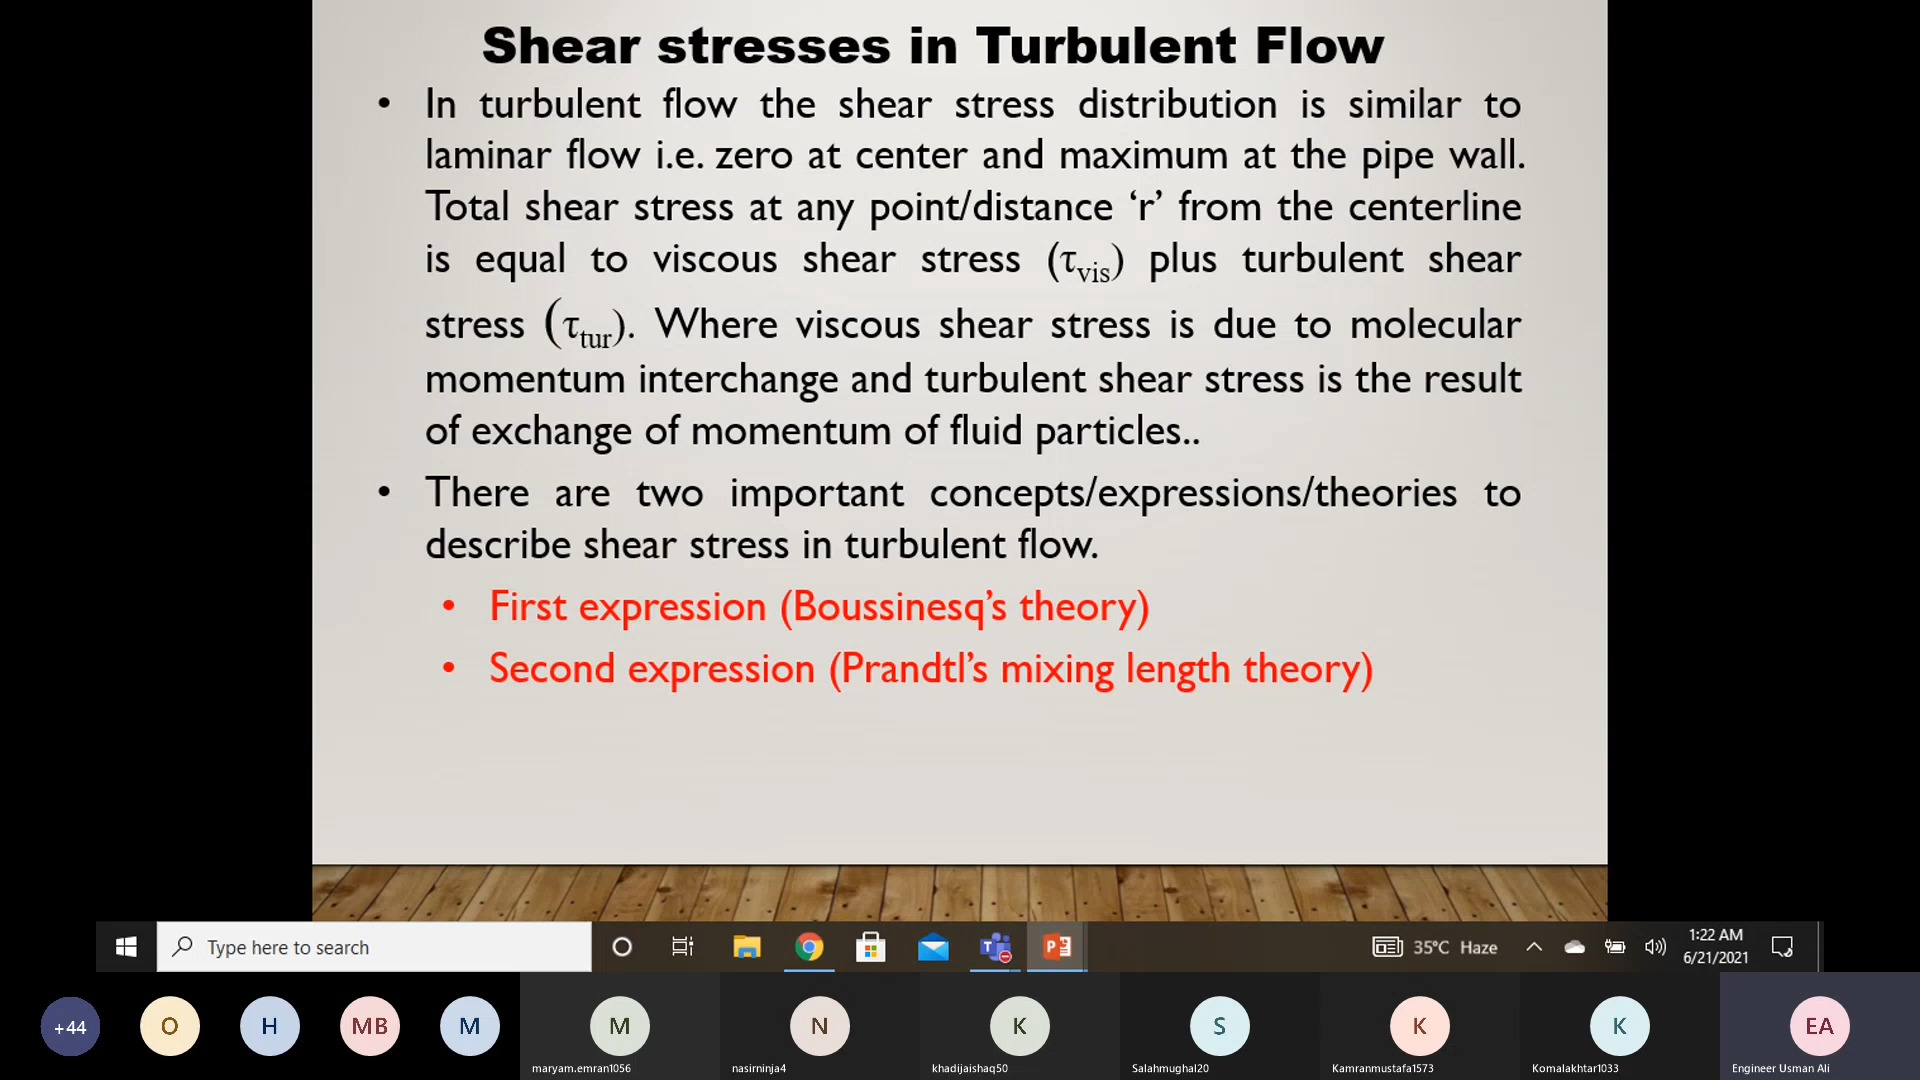 Shear stresses in Turbulent Flow
• In turbulent flow the shear stress distribution is similar to
laminar flow i.e. zero at center and maximum at the pipe wall.
Total shear stress at any point/distance ‘r’ from the centerline
is equal to viscous shear stress (τvis) plus turbulent shear
stress (τtur). Where viscous shear stress is due to molecular
momentum interchange and turbulent shear stress is the result
of exchange of momentum of fluid particles..
• There are two important concepts/expressions/theories to
describe shear stress in turbulent flow.
• First expression (Boussinesq’s theory)
• Second expression (Prandtl’s mixing length theory)
Type here to search
35°C Haze
1:22 AM
6/21/2021
+44
O
H
MB
M
M
N
K
S
K
K
EA
maryam.emran1056
nasirninja4
khadijaishaq50
Salahmughal20
Kamranmustafa1573
Komalakhtar1033
Engineer Usman Ali